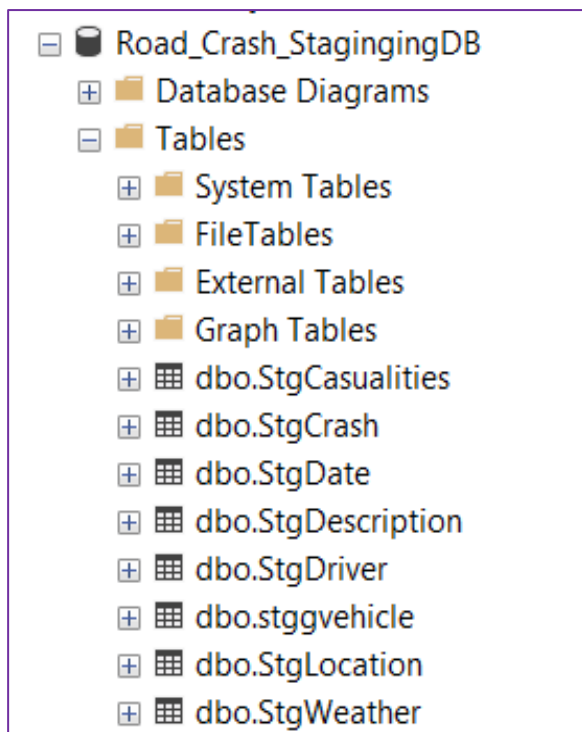 Road_Crash_StagingingDB
Database Diagrams
Tables
System Tables
FileTables
External Tables
Graph Tables
dbo.StgCasualities
dbo.StgCrash
dbo.StgDate
dbo.StgDescription
dbo.StgDriver
dbo.stggvehicle
dbo.StgLocation
dbo.StgWeather